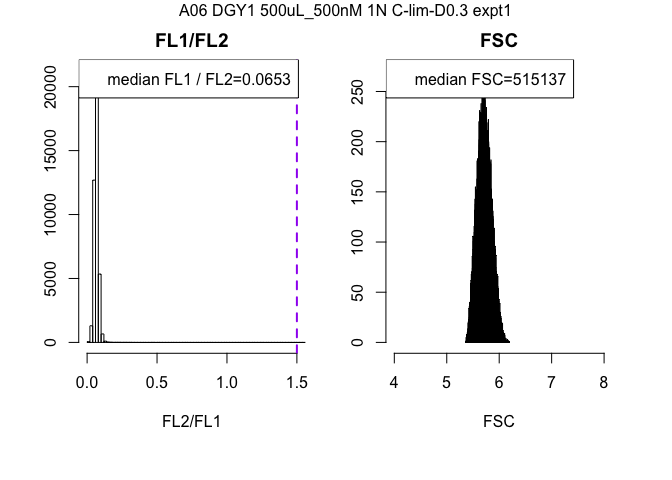 A06 DGY1 500uL_500nM 1N C-lim-D0.3 expt1
FL1/FL2
median FL1 / FL2=0.0653
20000
15000
10000
5000
0
0.0 0.5 1.0 1.5
FL2/FL1
FSC
median FSC=515137
250
200
150
100
50
0
4 5 6 7 8
FSC